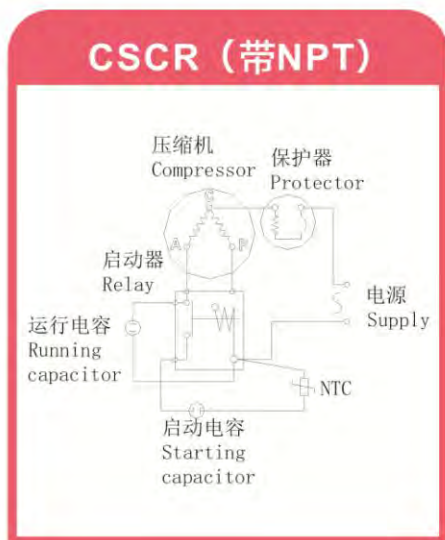 CSCR（带NPT）
压缩机
Compressor
保护器
Protector
C
A
P
启动器
Relay
运行电容
Running
capacitor
电源
Supply
NTC
启动电容
Starting
capacitor